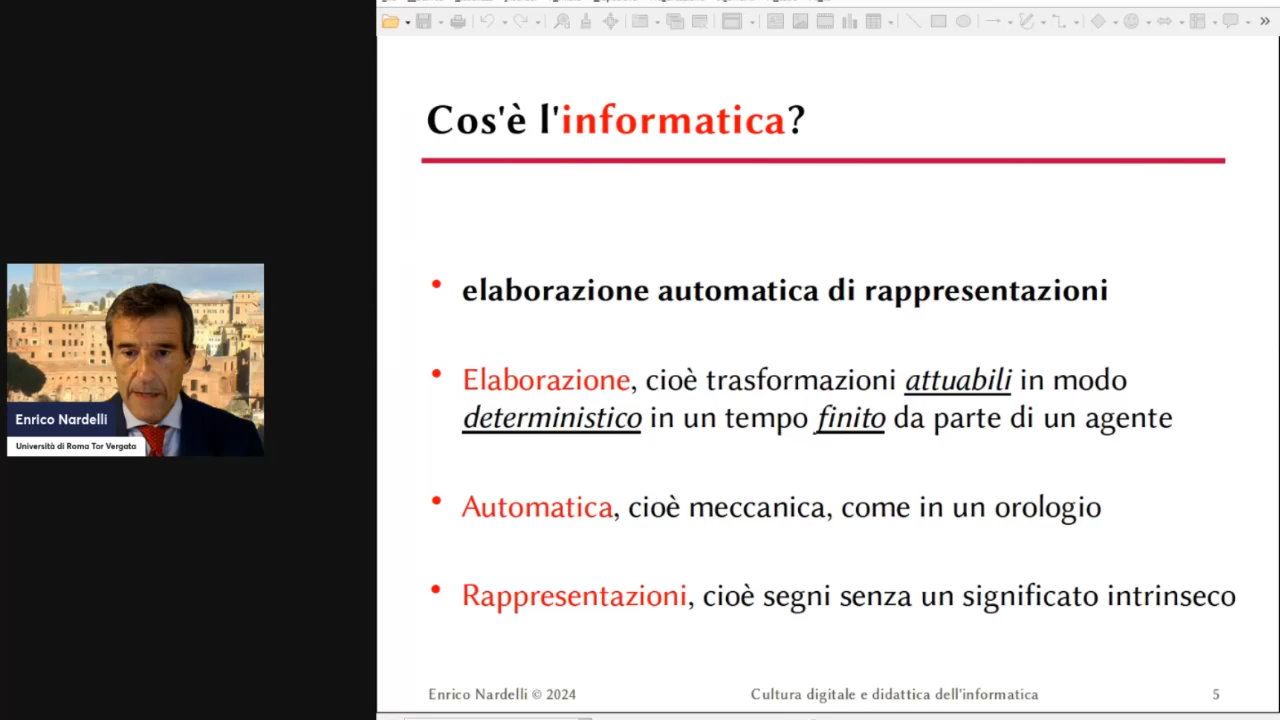 Cos'è l'informatica?
• elaborazione automatica di rappresentazioni
• Elaborazione, cioè trasformazioni attuabili in modo
deterministico in un tempo finito da parte di un agente
• Automatica, cioè meccanica, come in un orologio
• Rappresentazioni, cioè segni senza un significato intrinseco
Enrico Nardelli © 2024
Cultura digitale e didattica dell'informatica
5
Enrico Nardelli
Università di Roma Tor Vergata